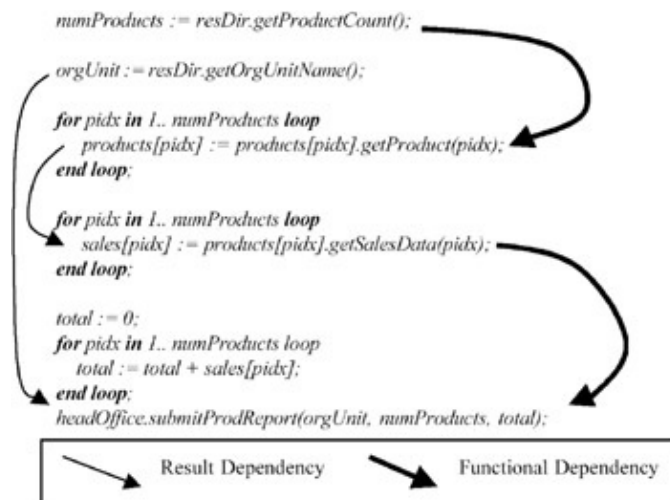 numProducts := resDir.getProductCount();
orgUnit := resDir.getOrgUnitName();
for pidx in 1.. numProducts loop
products[pidx] := products[pidx].getProduct(pidx);
end loop;
for pidx in 1.. numProducts loop
sales[pidx] := products[pidx].getSalesData(pidx);
end loop;
total := 0;
for pidx in 1.. numProducts loop
total := total + sales[pidx];
end loop;
headOffice.submitProdReport(orgUnit, numProducts, total);
Result Dependency Functional Dependency